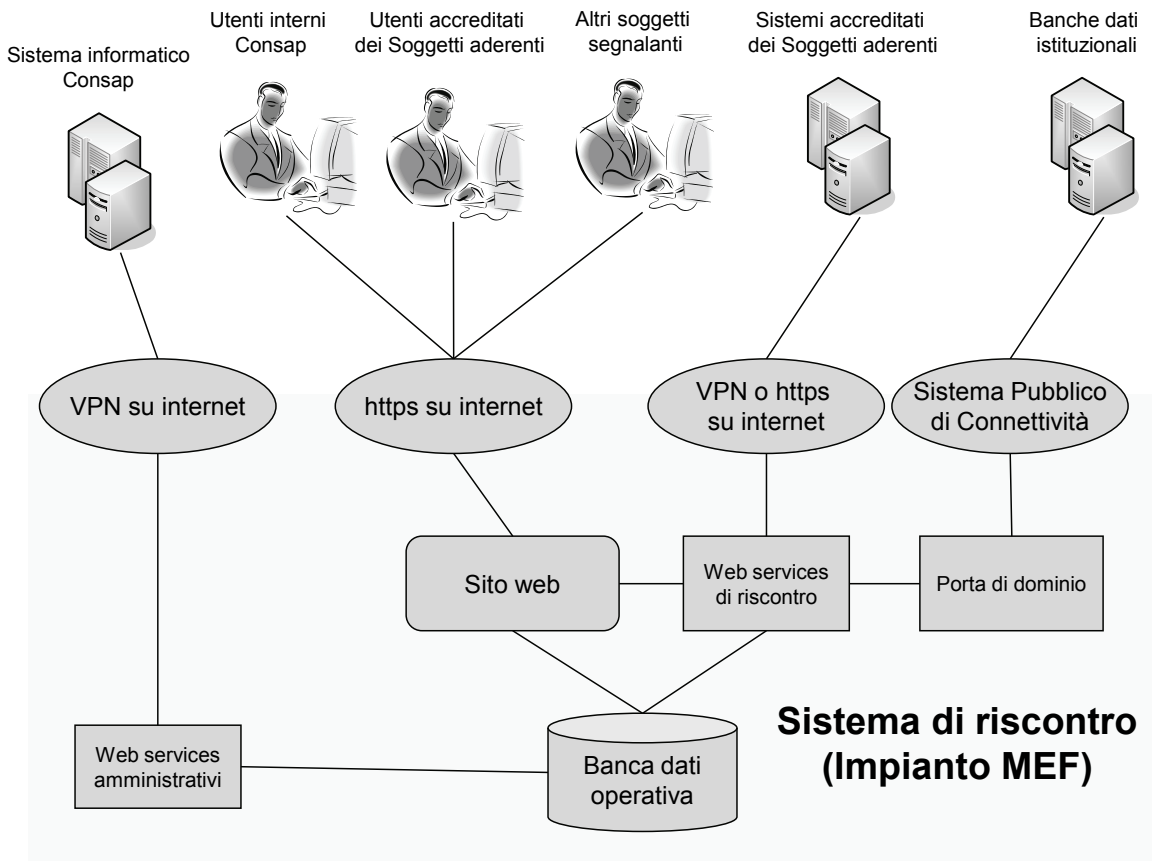 Sistema informatico
Consap
Utenti interni
Consap
Utenti accreditati
dei Soggetti aderenti
Altri soggetti
segnalanti
Sistemi accreditati
dei Soggetti aderenti
Banche dati
istituzionali
VPN su internet
https su internet
VPN o https
su internet
Sistema Pubblico
di Connettività
Sito web
Web services
di riscontro
Porta di dominio
Web services
amministrativi
Banca dati
operativa
Sistema di riscontro
(Impianto MEF)